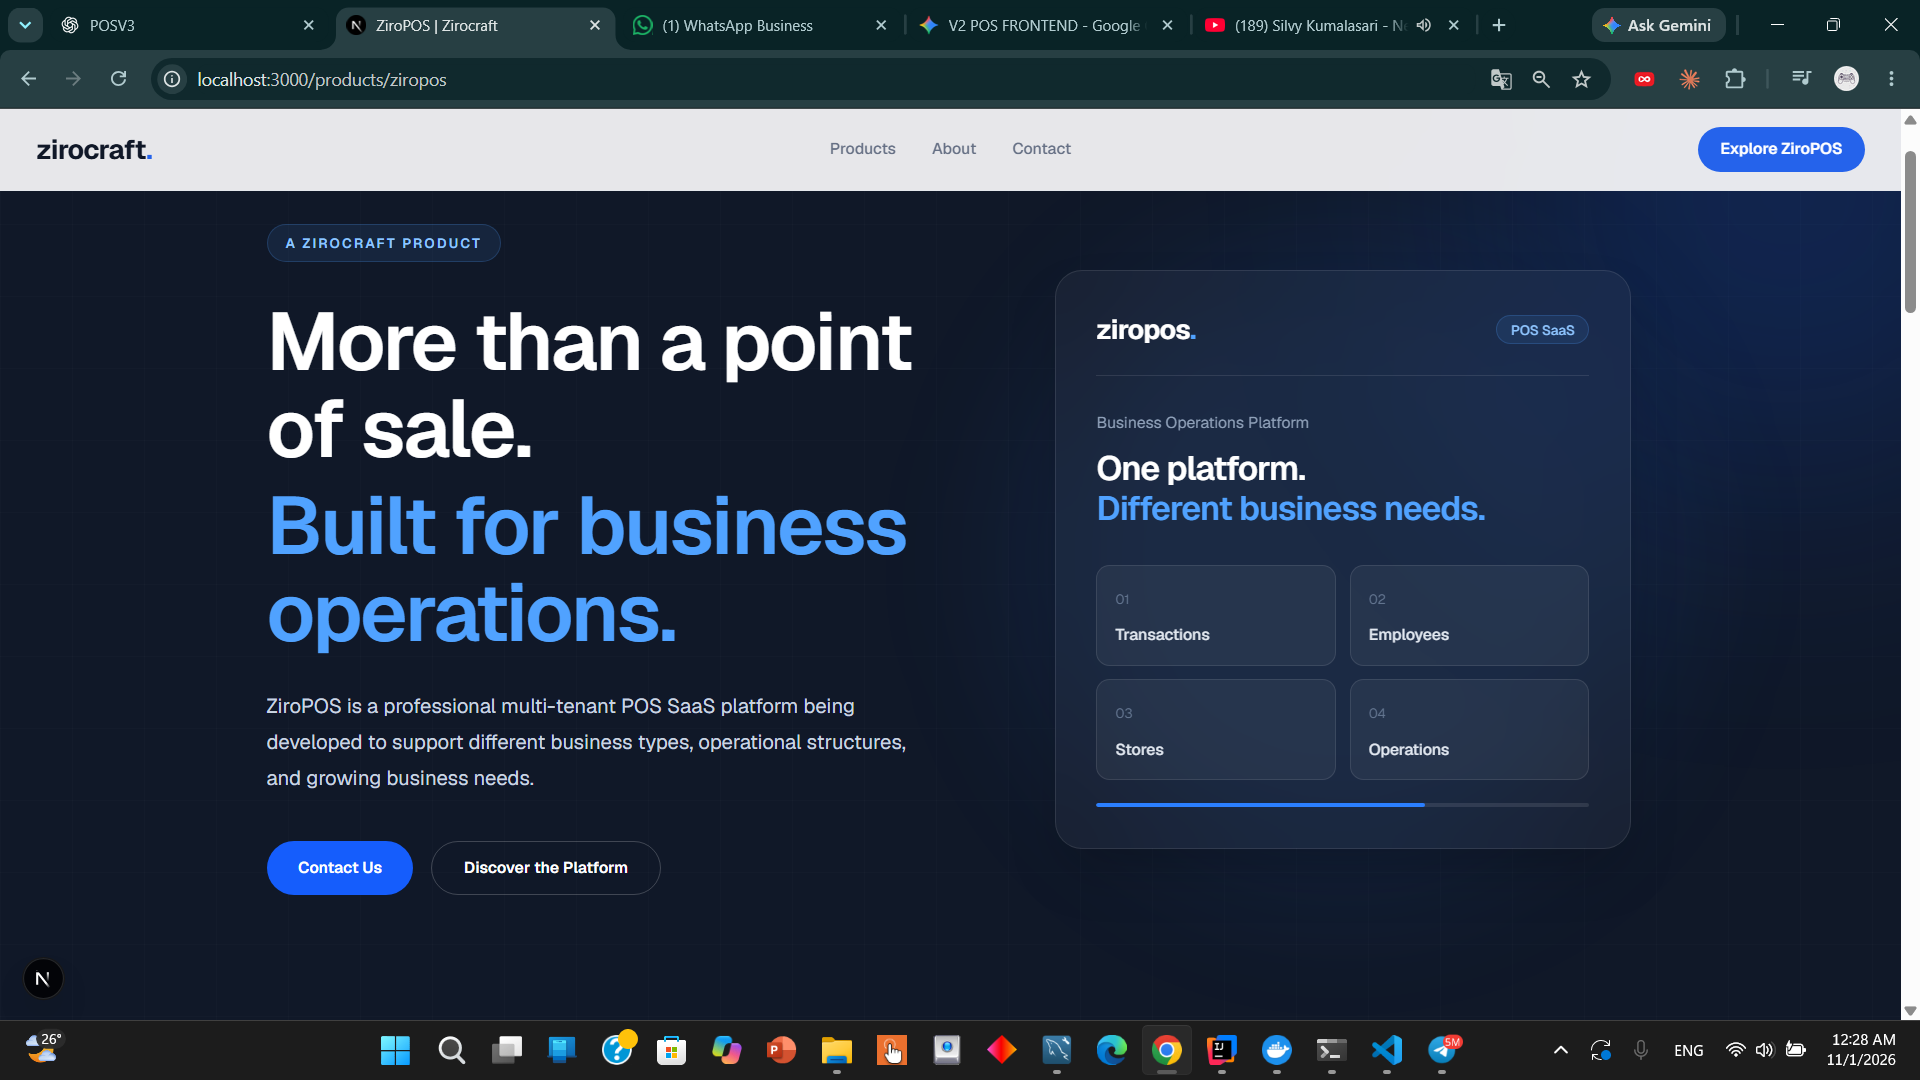 POSV3
ZiroPOS | Zirocraft
(1) WhatsApp Business
V2 POS FRONTEND - Google
(189) Silvy Kumalasari - N
Ask Gemini
localhost:3000/products/ziropos
zirocraft.
Products
About
Contact
Explore ZiroPOS
A ZIROCRAFT PRODUCT
More than a point
of sale.
Built for business
operations.
ZiroPOS is a professional multi-tenant POS SaaS platform being
developed to support different business types, operational structures,
and growing business needs.
Contact Us
Discover the Platform
ziropos.
POS SaaS
Business Operations Platform
One platform.
Different business needs.
01
Transactions
02
Employees
03
Stores
04
Operations
N
26°
5M
ENG
12:28 AM
11/1/2026